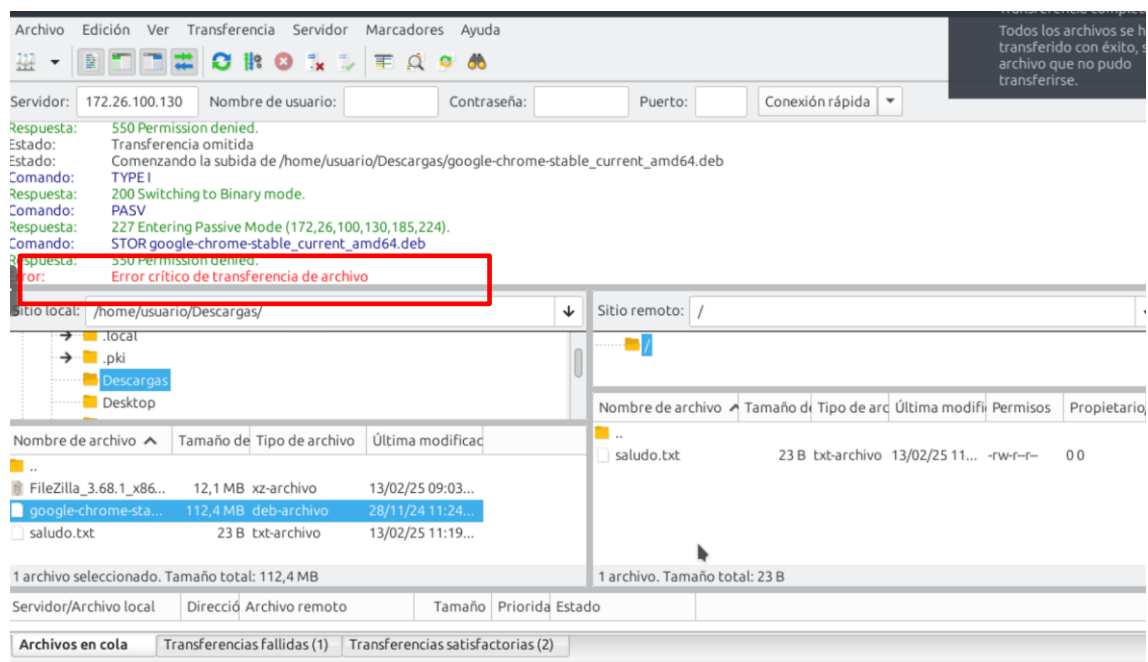 Archivo Edición Ver Transferencia Servidor Marcadores Ayuda
Todos los archivos se h
transferido con éxito, s
archivo que no pudo
transferirse.
Servidor: 172.26.100.130 Nombre de usuario: Contraseña: Puerto: Conexión rápida
Respuesta: 550 Permission denied.
Estado: Transferencia omitida
Estado: Comenzando la subida de /home/usuario/Descargas/google-chrome-stable_current_amd64.deb
Comando: TYPE I
Respuesta: 200 Switching to Binary mode.
Comando: PASV
Respuesta: 227 Entering Passive Mode (172,26,100,130,185,224).
Comando: STOR google-chrome-stable_current_amd64.deb
Respuesta: 550 Permission denied.
Error: Error crítico de transferencia de archivo
Sitio local: /home/usuario/Descargas/
.local
.pki
Descargas
Desktop
Nombre de archivo Tamaño de Tipo de archivo Última modificac
..
FileZilla_3.68.1_x86... 12,1 MB xz-archivo 13/02/25 09:03...
google-chrome-sta... 112,4 MB deb-archivo 28/11/24 11:24...
saludo.txt 23 B txt-archivo 13/02/25 11:19...
1 archivo seleccionado. Tamaño total: 112,4 MB
Sitio remoto: /
/
Nombre de archivo Tamaño de Tipo de arc Última modifi Permisos Propietario/
..
saludo.txt 23 B txt-archivo 13/02/25 11... -rw-r--r-- 0 0
1 archivo. Tamaño total: 23 B
Servidor/Archivo local Direcció Archivo remoto Tamaño Priorida Estado
Archivos en cola Transferencias fallidas (1) Transferencias satisfactorias (2)